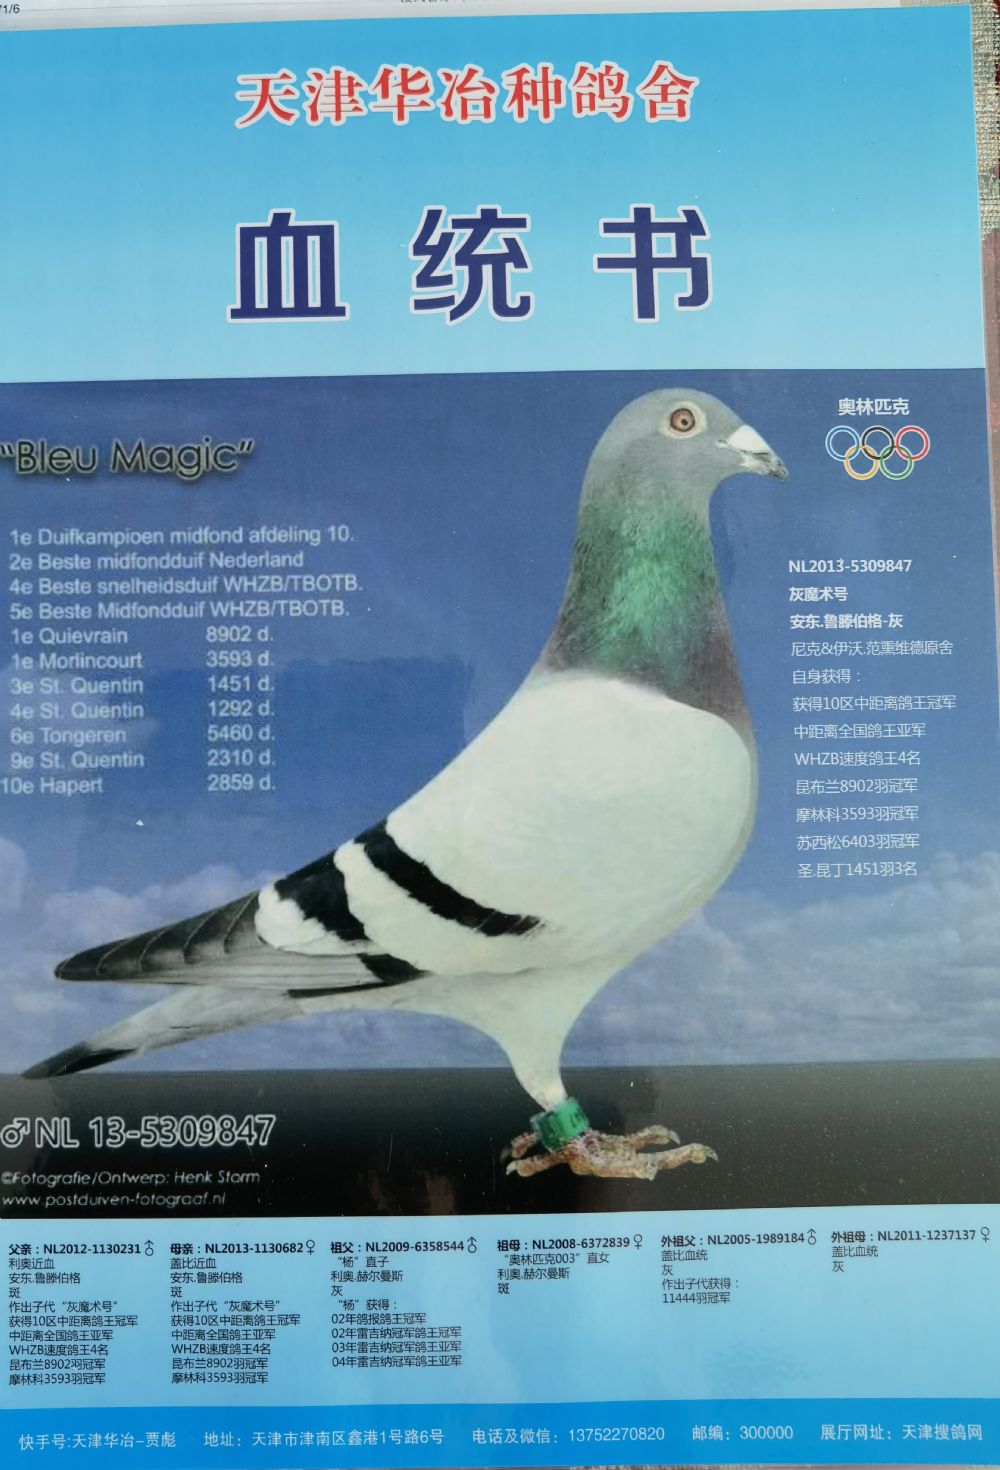 1/6
天津华冶种鸽舍
血统书
"Bleu Magic"
1e Duifkampioen midfond afdeling 10.
2e Beste midfondduif Nederland
4e Beste snelheidsduif WHZB/TBOTB.
5e Beste Midfondduif WHZB/TBOTB.
1e Quievrain 8902 d.
1e Morlincourt 3593 d.
3e St. Quentin 1451 d.
4e St. Quentin 1292 d.
6e Tongeren 5460 d.
9e St. Quentin 2310 d.
10e Hapert 2859 d.
奥林匹克
NL2013-5309847
灰魔术号
安东.鲁滕伯格-灰
尼克&伊沃.范熏维德原舍
自身获得：
获得10区中距离鸽王冠军
中距离全国鸽王亚军
WHZB速度鸽王4名
昆布兰8902羽冠军
摩林科3593羽冠军
苏西松6403羽冠军
圣.昆丁1451羽3名
♂NL 13-5309847
©Fotografie/Ontwerp: Henk Storm
www.postduiven-fotograaf.nl
父亲：NL2012-1130231♂
利奥近血
安东.鲁滕伯格
斑
作出子代“灰魔术号”
获得10区中距离鸽王冠军
中距离全国鸽王亚军
WHZB速度鸽王4名
昆布兰8902羽冠军
摩林科3593羽冠军
母亲：NL2013-1130682♀
盖比近血
安东.鲁滕伯格
斑
作出子代“灰魔术号”
获得10区中距离鸽王冠军
中距离全国鸽王亚军
WHZB速度鸽王4名
昆布兰8902羽冠军
摩林科3593羽冠军
祖父：NL2009-6358544♂
“杨”直子
利奥.赫尔曼斯
灰
“杨”获得：
02年鸽报鸽王冠军
02年雷吉纳冠军鸽王冠军
03年雷吉纳冠军鸽王亚军
04年雷吉纳冠军鸽王亚军
祖母：NL2008-6372839♀
“奥林匹克003”直女
利奥.赫尔曼斯
斑
外祖父：NL2005-1989184♂
盖比血统
灰
作出子代获得：
11444羽冠军
外祖母：NL2011-1237137♀
盖比血统
灰
快手号:天津华冶-贾彪 地址：天津市津南区鑫港1号路6号 电话及微信：13752270820 邮编：300000 展厅网址：天津搜鸽网